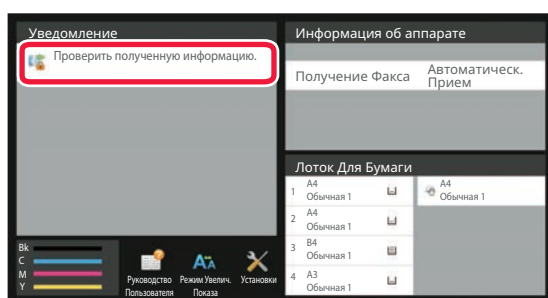 Уведомление
Проверить полученную информацию.
Информация об аппарате
Получение Факса
Автоматическ.
Прием
Лоток Для Бумаги
1
A4
Обычная 1
A4
Обычная 1
2
A4
Обычная 1
3
B4
Обычная 1
4
A3
Обычная 1
Bk
C
M
Y
Руководство
Пользователя
Режим Увелич.
Показа
Установки